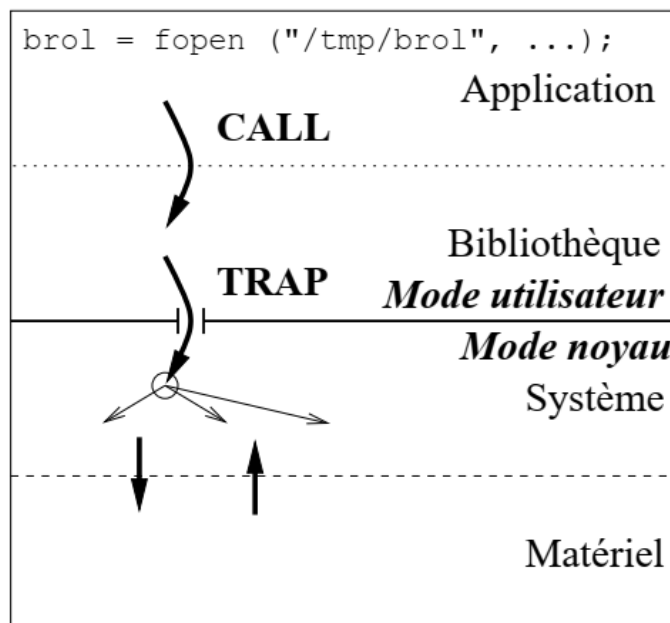 brol = fopen ("/tmp/brol", ...);
Application
CALL
Bibliothèque
TRAP
Mode utilisateur
Mode noyau
Système
Matériel